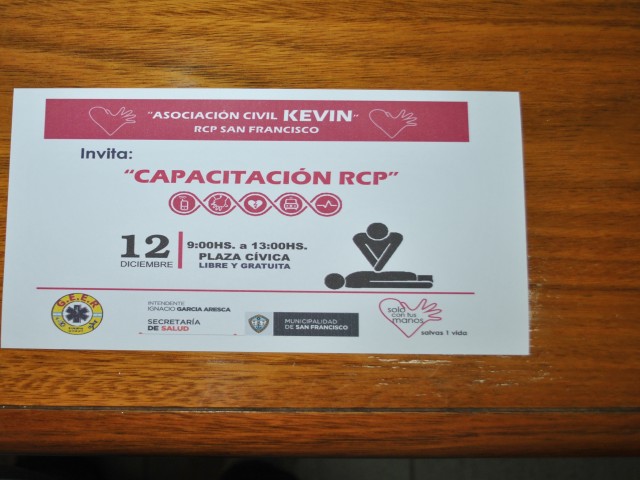 "ASOCIACIÓN CIVIL KEVIN"
RCP SAN FRANCISCO
Invita:
"CAPACITACIÓN RCP"
12
DICIEMBRE
9:00HS. a 13:00HS.
PLAZA CÍVICA
LIBRE Y GRATUITA
G.E.E.R
INTENDENTE
IGNACIO GARCIA ARESCA
SECRETARÍA
DE SALUD
MUNICIPALIDAD
DE SAN FRANCISCO
solo
con tus
manos
salvas 1 vida